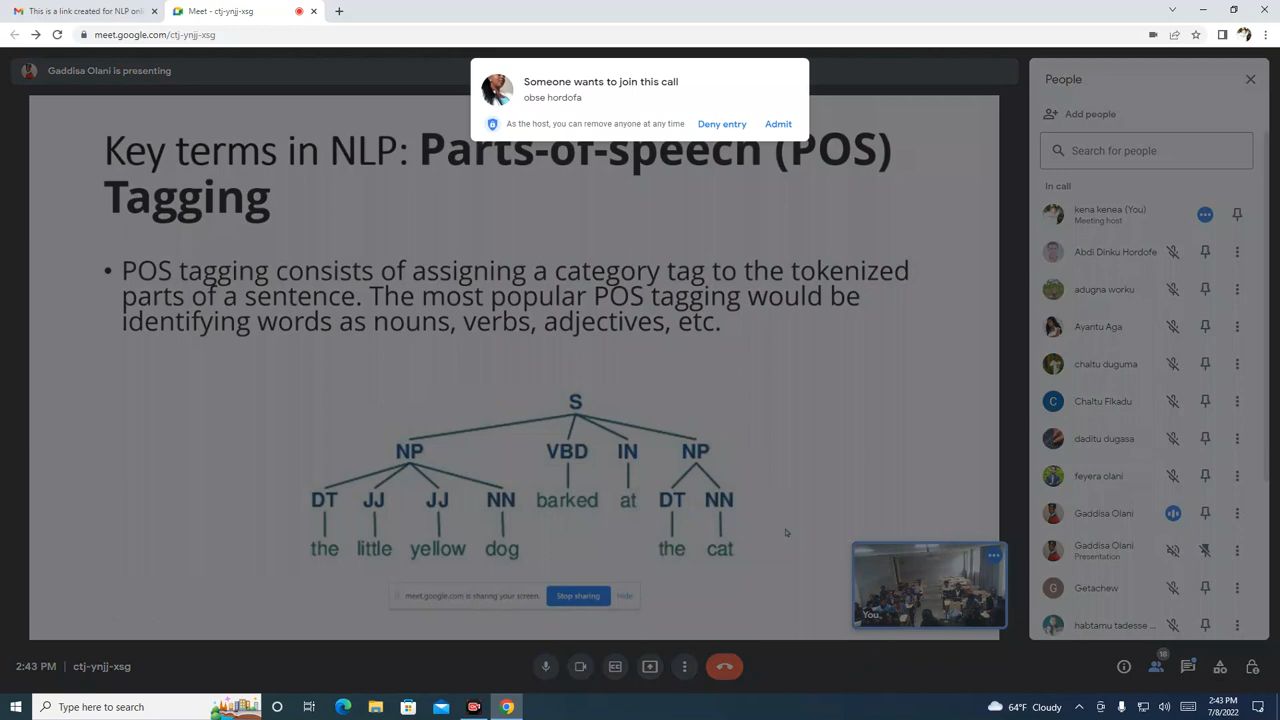 This is a link created for NLP onli
Meet - ctj-ynjj-xsg
meet.google.com/ctj-ynjj-xsg
Gaddisa Olani is presenting
Someone wants to join this call
obse hordofa
As the host, you can remove anyone at any time
Deny entry
Admit
Key terms in NLP: Parts-of-speech (POS)
Tagging
• POS tagging consists of assigning a category tag to the tokenized
parts of a sentence. The most popular POS tagging would be
identifying words as nouns, verbs, adjectives, etc.
S
NP VBD IN NP
DT JJ JJ NN barked at DT NN
the little yellow dog the cat
meet.google.com is sharing your screen.
Stop sharing
Hide
You
People
Add people
Search for people
In call
kena kenea (You)
Meeting host
Abdi Dinku Hordofe
adugna worku
Ayantu Aga
chaltu duguma
C
Chaltu Fikadu
daditu dugasa
feyera olani
Gaddisa Olani
Gaddisa Olani
Presentation
G
Getachew
habtamu tadesse ...
2:43 PM | ctj-ynjj-xsg
18
Type here to search
64°F Cloudy
2:43 PM
7/8/2022